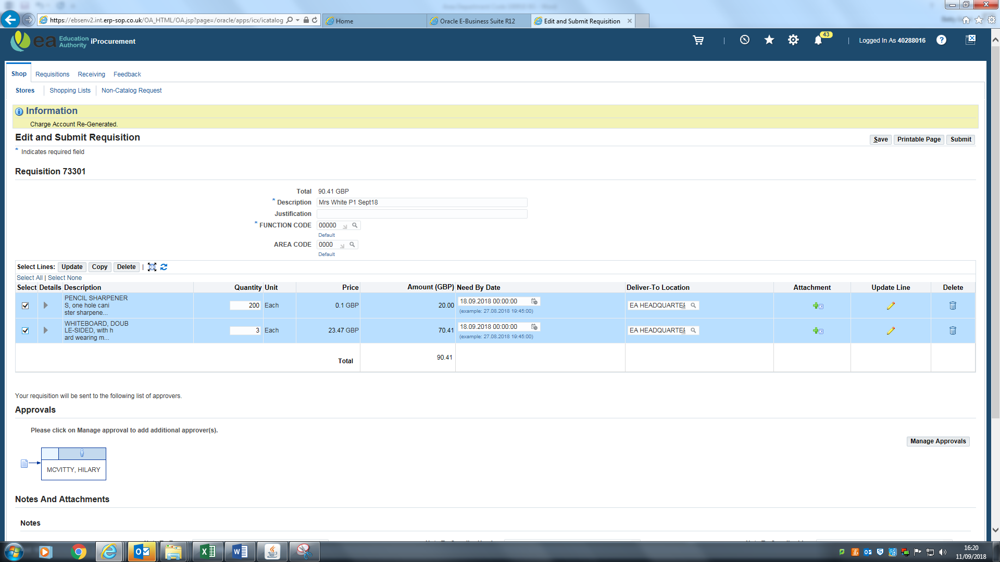 https://ebsenv2.int.erp-sop.co.uk/OA_HTML/OA.jsp?page=/oracle/apps/icx/icatalog
Home
Oracle E-Business Suite R12
Edit and Submit Requisition
ea Education Authority iProcurement
43
Logged In As 40288016
Shop Requisitions Receiving Feedback
Stores Shopping Lists Non-Catalog Request
Information
Charge Account Re-Generated.
Edit and Submit Requisition
Save Printable Page Submit
* Indicates required field
Requisition 73301
Total 90.41 GBP
* Description Mrs White P1 Sept18
Justification
* FUNCTION CODE 00000
Default
AREA CODE 0000
Default
Select Lines: Update Copy Delete |
Select All | Select None
Select Details Description Quantity Unit Price Amount (GBP) Need By Date Deliver-To Location Attachment Update Line Delete
PENCIL SHARPENER
S, one hole cani
ster sharpene...
200 Each 0.1 GBP 20.00 18.09.2018 00:00:00 EA HEADQUARTER
(example: 27.08.2018 19:45:00)
WHITEBOARD, DOUB
LE-SIDED, with h
ard wearing m...
3 Each 23.47 GBP 70.41 18.09.2018 00:00:00 EA HEADQUARTER
(example: 27.08.2018 19:45:00)
Total 90.41
Your requisition will be sent to the following list of approvers.
Approvals
Please click on Manage approval to add additional approver(s).
Manage Approvals
MCVITTY, HILARY
Notes And Attachments
Notes
16:20
11/09/2018